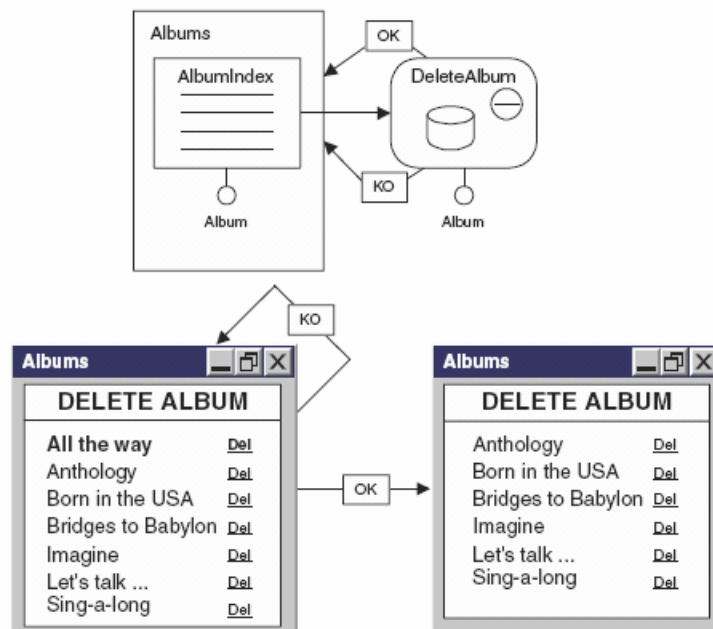 Albums
OK
AlbumIndex
DeleteAlbum
KO
Album
Album
KO
Albums
DELETE ALBUM
All the way Del
Anthology Del
Born in the USA Del
Bridges to Babylon Del
Imagine Del
Let's talk ... Del
Sing-a-long Del
OK
Albums
DELETE ALBUM
Anthology Del
Born in the USA Del
Bridges to Babylon Del
Imagine Del
Let's talk ... Del
Sing-a-long Del